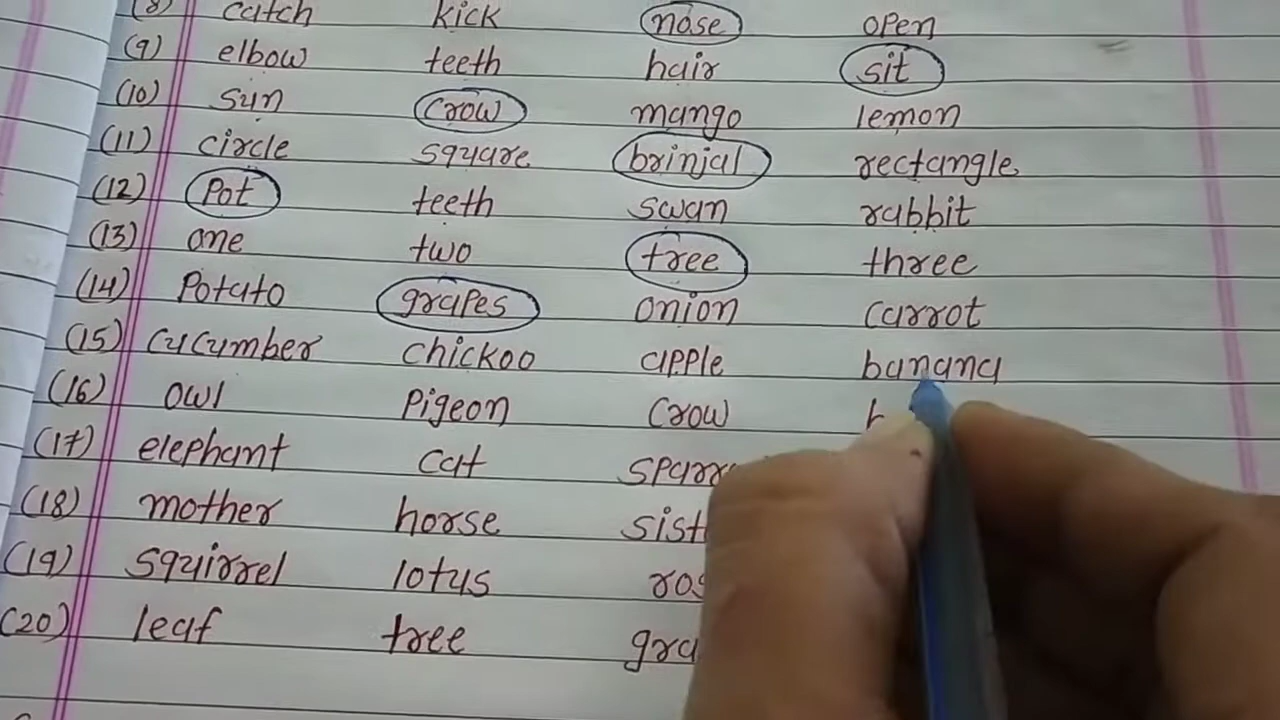 (8) catch kick nose open
(9) elbow teeth hair sit
(10) sun crow mango lemon
(11) circle square brinjal rectangle
(12) Pot teeth swan rabbit
(13) one two tree three
(14) Potato grapes onion carrot
(15) cucumber chickoo apple banana
(16) owl Pigeon crow
(17) elephant cat
(18) mother horse
(19) squirrel lotus
(20) leaf tree